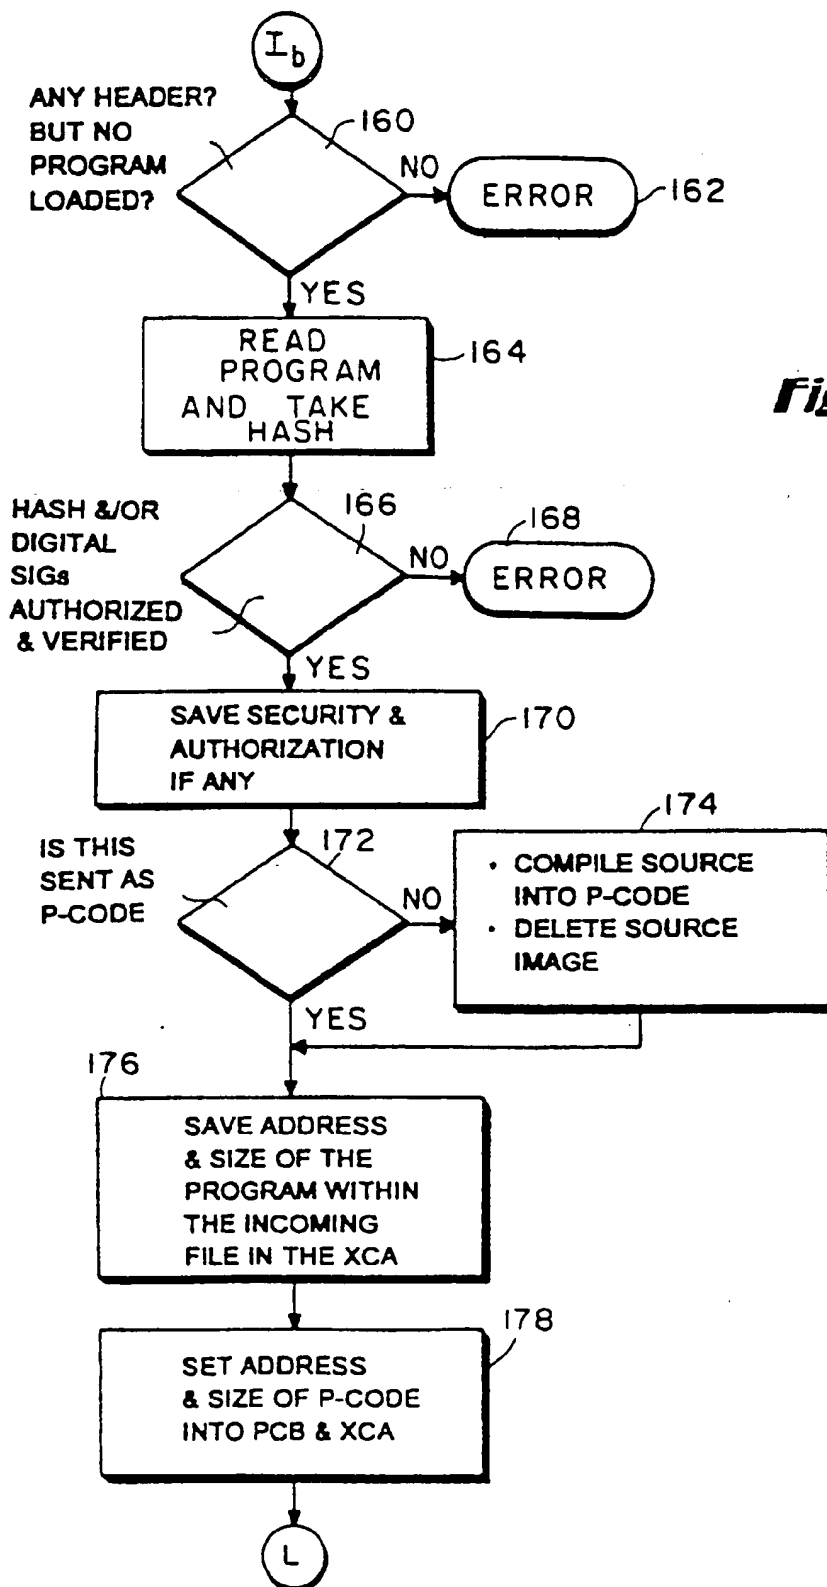 Ib
ANY HEADER?
BUT NO
PROGRAM
LOADED?
160
NO
ERROR
162
YES
READ
PROGRAM
AND TAKE
HASH
164
HASH &/OR
DIGITAL
SIGs
AUTHORIZED
& VERIFIED
166
NO
168
ERROR
YES
SAVE SECURITY &
AUTHORIZATION
IF ANY
170
IS THIS
SENT AS
P-CODE
172
NO
174
• COMPILE SOURCE
INTO P-CODE
• DELETE SOURCE
IMAGE
YES
176
SAVE ADDRESS
& SIZE OF THE
PROGRAM WITHIN
THE INCOMING
FILE IN THE XCA
178
SET ADDRESS
& SIZE OF P-CODE
INTO PCB & XCA
L